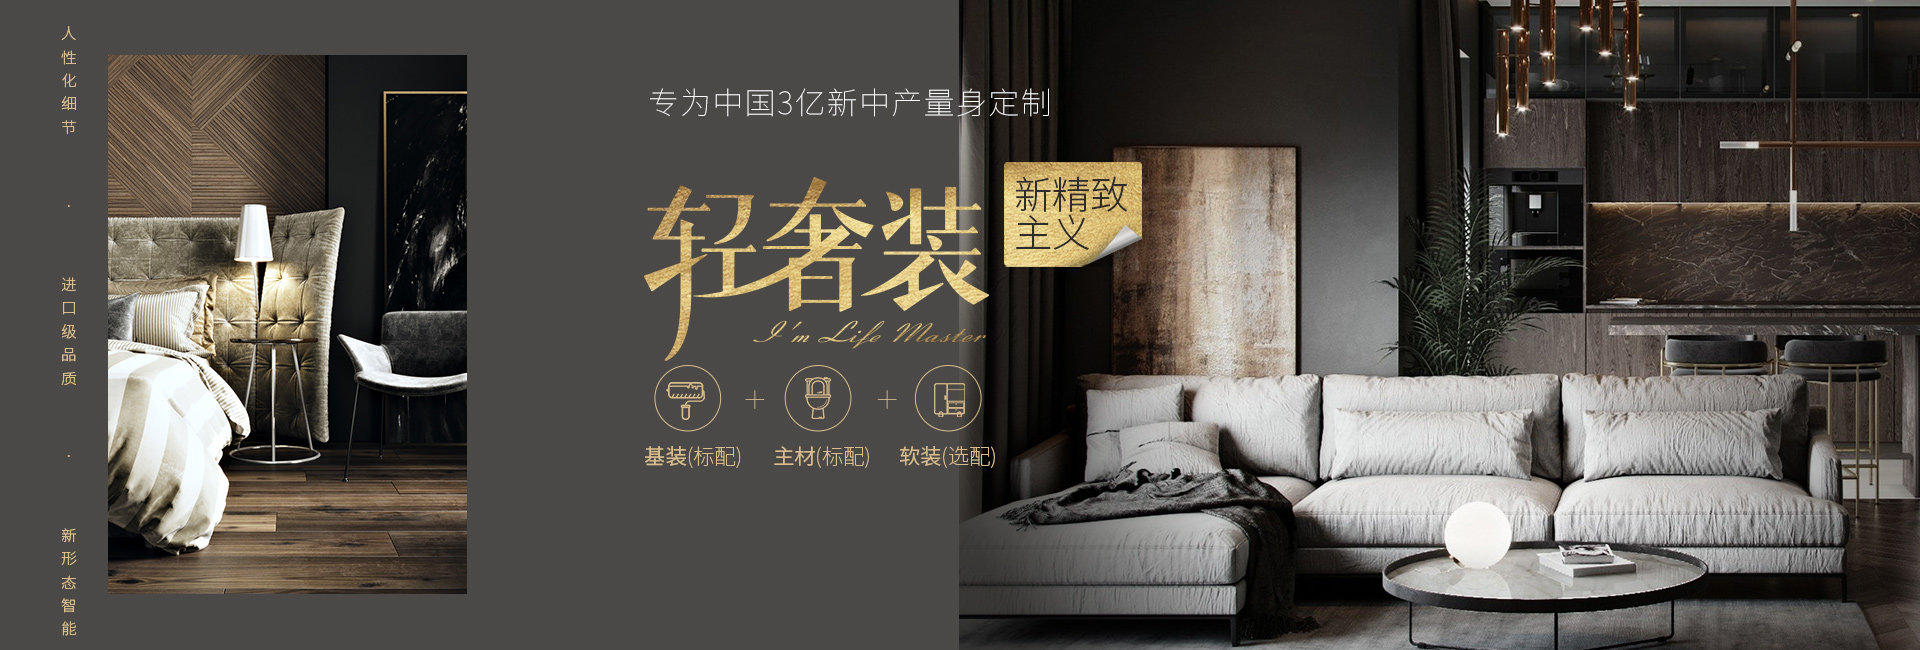 人性化细节
·
进口级品质
·
新形态智能
专为中国3亿新中产量身定制
轻奢装
新精致
主义
I'm Life Master
基装(标配)
主材(标配)
软装(选配)